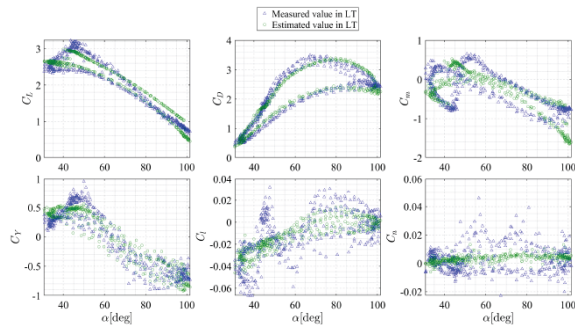 Measured value in LT
Estimated value in LT
C_L
3
2
1
0
40 60 80 100
C_D
4
3
2
1
0
40 60 80 100
C_m
1
0
-1
-2
40 60 80 100
C_Y
1
0.5
0
-0.5
-1
40 60 80 100
α[deg]
C_l
0.04
0.02
0
-0.02
-0.04
-0.06
40 60 80 100
α[deg]
C_n
0.06
0.04
0.02
0
-0.02
40 60 80 100
α[deg]